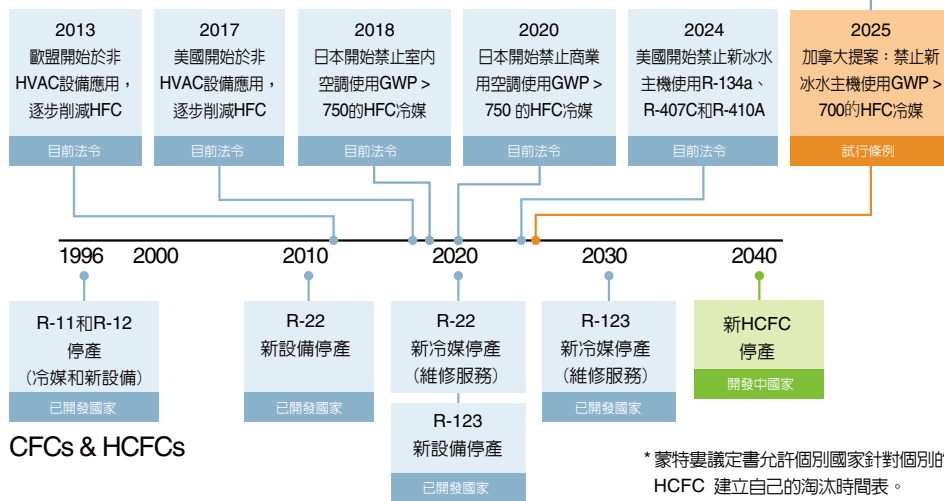 2013
歐盟開始於非
HVAC設備應用，
逐步削減HFC
目前法令
2017
美國開始於非
HVAC設備應用，
逐步削減HFC
目前法令
2018
日本開始禁止室內
空調使用GWP >
750的HFC冷媒
目前法令
2020
日本開始禁止商業
用空調使用GWP >
750 的HFC冷媒
目前法令
2024
美國開始禁止新冰水
主機使用R-134a、
R-407C和R-410A
目前法令
2025
加拿大提案：禁止新
冰水主機使用GWP >
700的HFC冷媒
試行條例
1996 2000 2010 2020 2030 2040
R-11和R-12
停產
（冷媒和新設備）
已開發國家
R-22
新設備停產
已開發國家
R-22
新冷媒停產
（維修服務）
R-123
新設備停產
已開發國家
R-123
新冷媒停產
（維修服務）
已開發國家
新HCFC
停產
開發中國家
CFCs & HCFCs
* 蒙特婁議定書允許個別國家針對個別的
HCFC 建立自己的淘汰時間表。